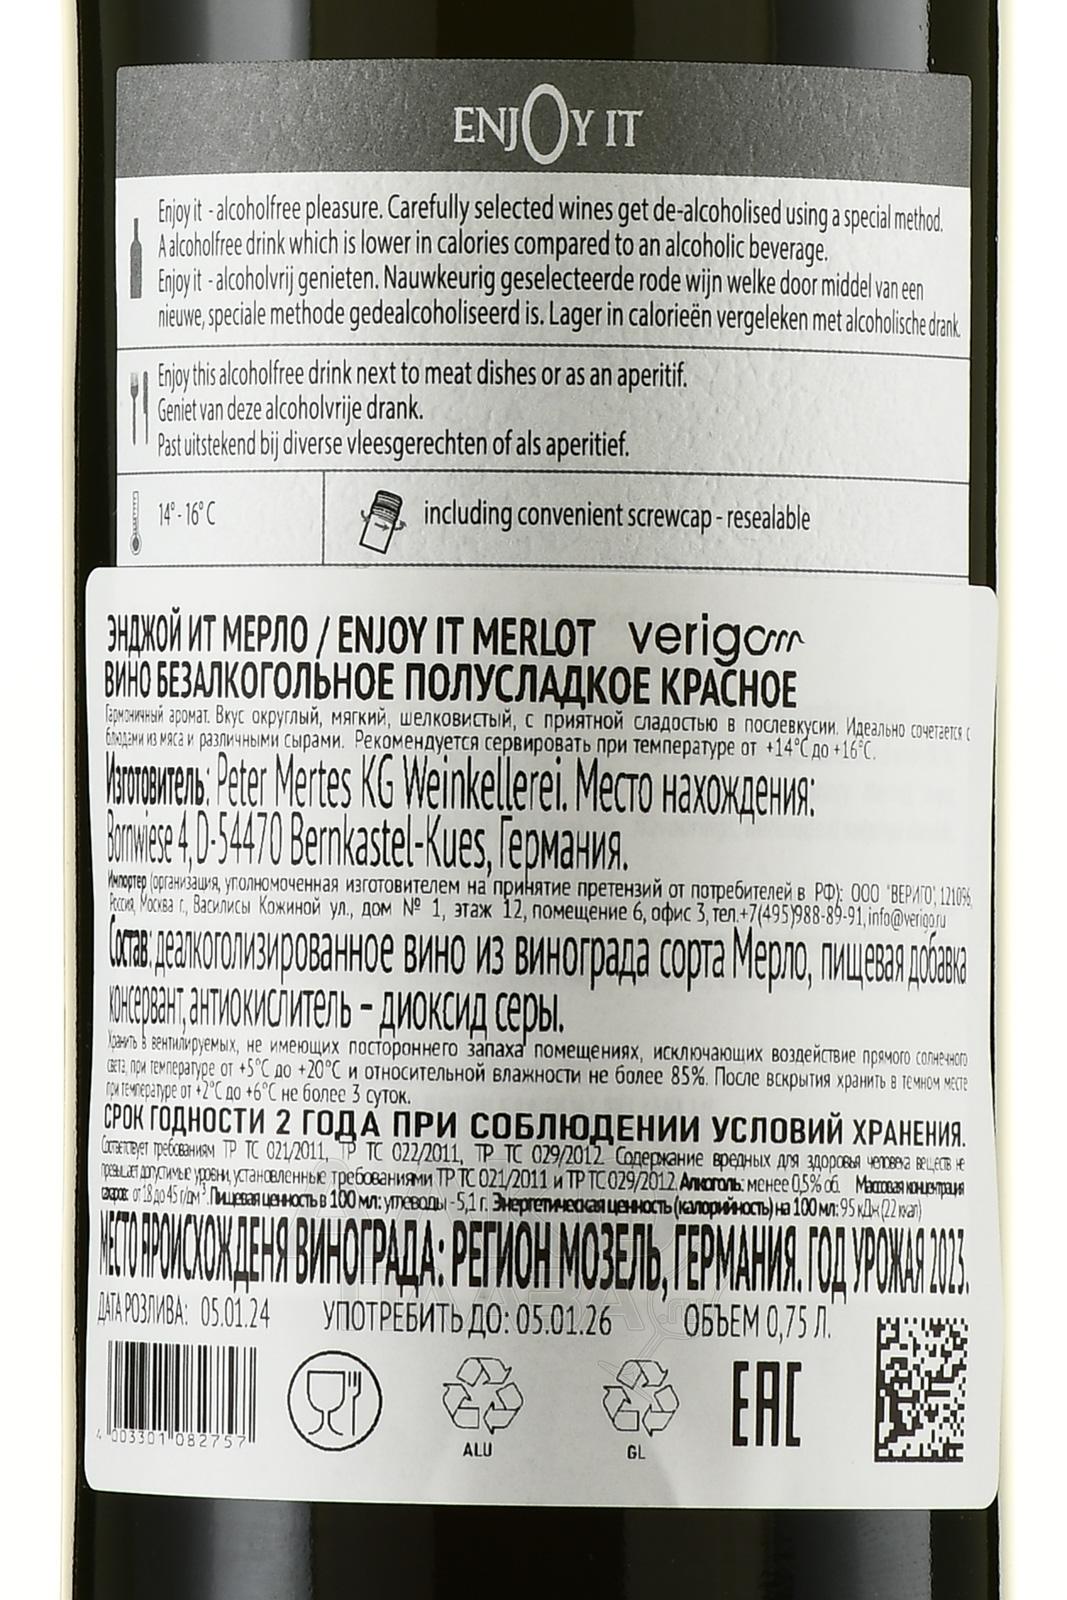 ENJOY IT
Enjoy it - alcoholfree pleasure. Carefully selected wines get de-alcoholised using a special method.
A alcoholfree drink which is lower in calories compared to an alcoholic beverage.
Enjoy it - alcoholvrij genieten. Nauwkeurig geselecteerde rode wijn welke door middel van een
nieuwe, speciale methode gedealcoholiseerd is. Lager in calorieën vergeleken met alcoholische drank.
Enjoy this alcoholfree drink next to meat dishes or as an aperitif.
Geniet van deze alcoholvrije drank.
Past uitstekend bij diverse vleesgerechten of als aperitief.
14° - 16° C
including convenient screwcap - resealable
ЭНДЖОЙ ИТ МЕРЛО / ENJOY IT MERLOT verigo
ВИНО БЕЗАЛКОГОЛЬНОЕ ПОЛУСЛАДКОЕ КРАСНОЕ
Гармоничный аромат. Вкус округлый, мягкий, шелковистый, с приятной сладостью в послевкусии. Идеально сочетается с
блюдами из мяса и различными сырами. Рекомендуется сервировать при температуре от +14°С до +16°С.
Изготовитель: Peter Mertes KG Weinkellerei. Место нахождения:
Bornwiese 4, D-54470 Bernkastel-Kues, Германия.
Импортер (организация, уполномоченная изготовителем на принятие претензий от потребителей в РФ): ООО "ВЕРИГО", 121096,
Россия, Москва г., Василисы Кожиной ул., дом № 1, этаж 12, помещение 6, офис 3, тел.+7(495)988-89-91, info@verigo.ru
Состав: деалкоголизированное вино из винограда сорта Мерло, пищевая добавка
консервант, антиокислитель – диоксид серы.
Хранить в вентилируемых, не имеющих постороннего запаха помещениях, исключающих воздействие прямого солнечного
света, при температуре от +5°С до +20°С и относительной влажности не более 85%. После вскрытия хранить в темном месте
при температуре от +2°С до +6°С не более 3 суток.
СРОК ГОДНОСТИ 2 ГОДА ПРИ СОБЛЮДЕНИИ УСЛОВИЙ ХРАНЕНИЯ.
Соответствует требованиям ТР ТС 021/2011, ТР ТС 022/2011, ТР ТС 029/2012. Содержание вредных для здоровья человека веществ не
превышает допустимые уровни, установленные требованиями ТР ТС 021/2011 и ТР ТС 029/2012. Алкоголь: менее 0,5% об. Массовая концентрация
сахаров: от 18 до 45 г/дм³. Пищевая ценность в 100 мл: углеводы - 5,1 г. Энергетическая ценность (калорийность) на 100 мл: 95 кДж (22 ккал)
МЕСТО ПРОИСХОЖДЕНЯ ВИНОГРАДА: РЕГИОН МОЗЕЛЬ, ГЕРМАНИЯ. ГОД УРОЖАЯ 2023.
ДАТА РОЗЛИВА: 05.01.24 УПОТРЕБИТЬ ДО: 05.01.26 ОБЪЕМ 0,75 Л.
4 003301 082757
ALU
GL
EAC